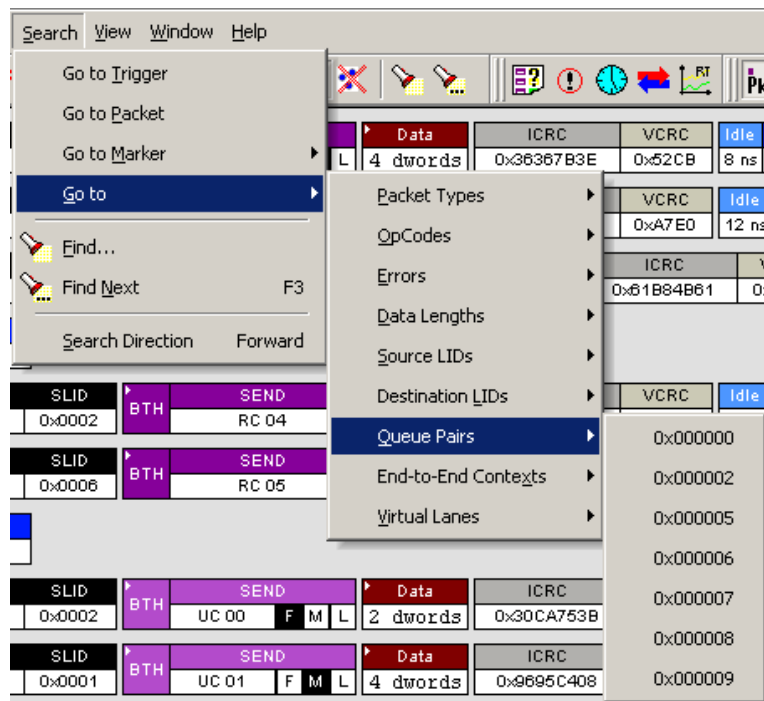 Search View Window Help
Go to Trigger
Go to Packet
Go to Marker
Go to
Find...
Find Next F3
Search Direction Forward
Packet Types
OpCodes
Errors
Data Lengths
Source LIDs
Destination LIDs
Queue Pairs
End-to-End Contexts
Virtual Lanes
0x000000
0x000002
0x000005
0x000006
0x000007
0x000008
0x000009
RT
L Data ICRC VCRC Idle
4 dwords 0x36367B3E 0x52CB 8 ns
VCRC Idle
0xA7E0 12 ns
ICRC
0x61B84B61
SLID BTH SEND VCRC Idle
0x0002 RC 04
SLID BTH SEND
0x0006 RC 05
SLID BTH SEND Data ICRC
0x0002 UC 00 F M L 2 dwords 0x30CA753B
SLID BTH SEND Data ICRC
0x0001 UC 01 F M L 4 dwords 0x9695C408